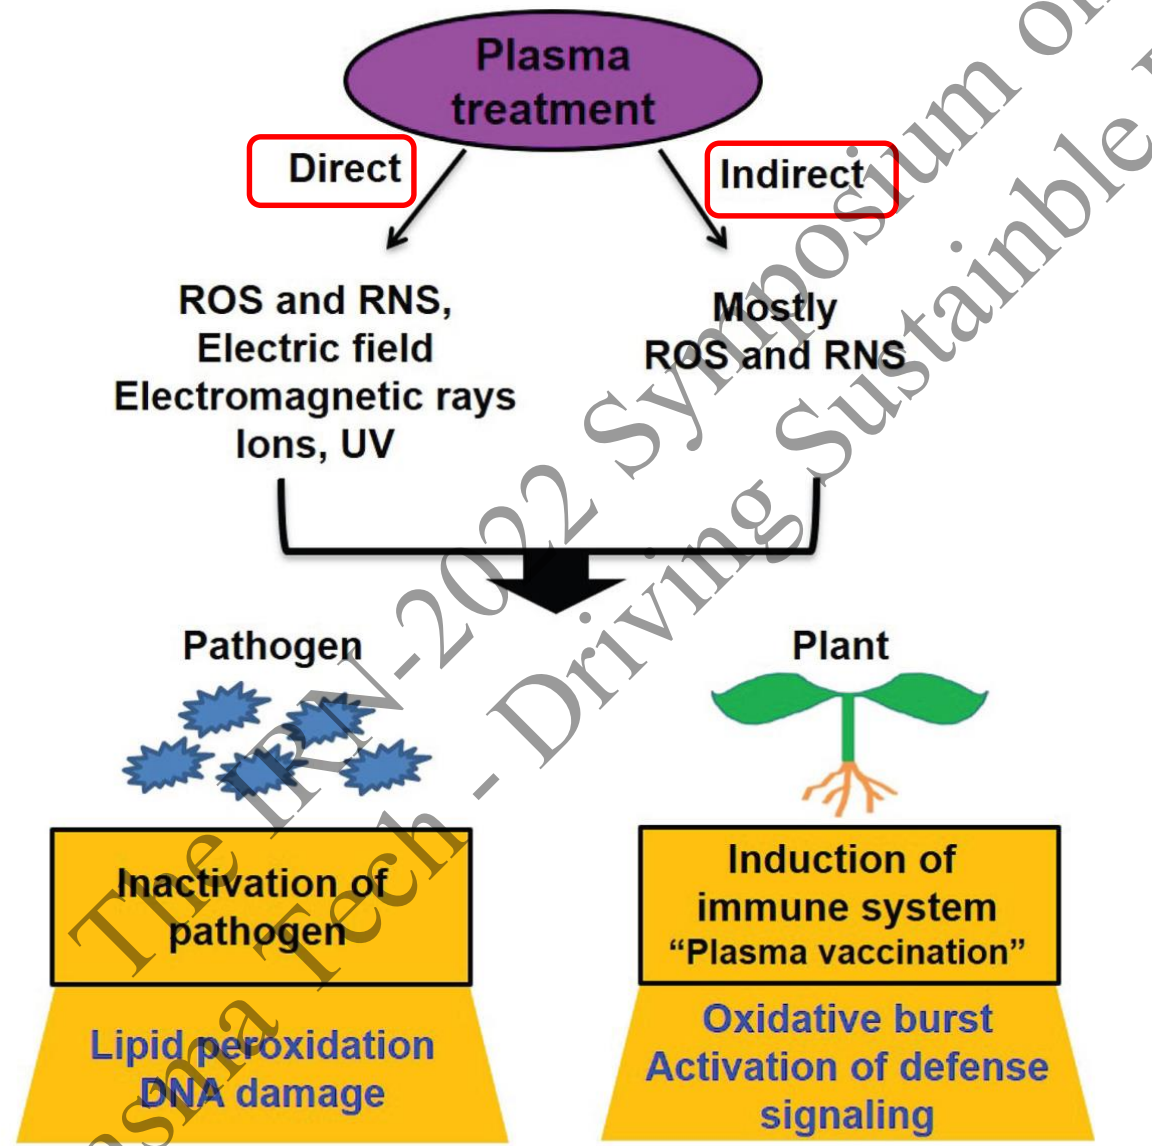 Plasma
treatment
Direct
Indirect
ROS and RNS,
Electric field
Electromagnetic rays
Ions, UV
Mostly
ROS and RNS
Pathogen
Plant
Inactivation of
pathogen
Induction of
immune system
“Plasma vaccination”
Lipid peroxidation
DNA damage
Oxidative burst
Activation of defense
signaling
The IRN-2022 Symposium on
Tech - Driving Sustainble